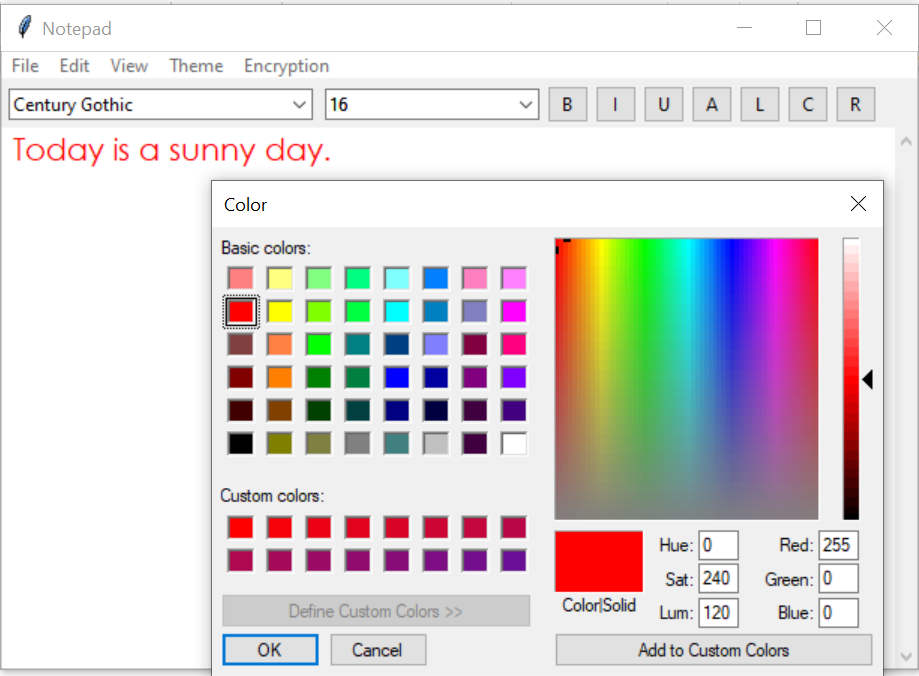 Notepad
File Edit View Theme Encryption
Century Gothic 16 B I U A L C R
Today is a sunny day.
Color
Basic colors:
Custom colors:
Define Custom Colors >>
OK Cancel
Color|Solid
Hue: 0 Red: 255
Sat: 240 Green: 0
Lum: 120 Blue: 0
Add to Custom Colors